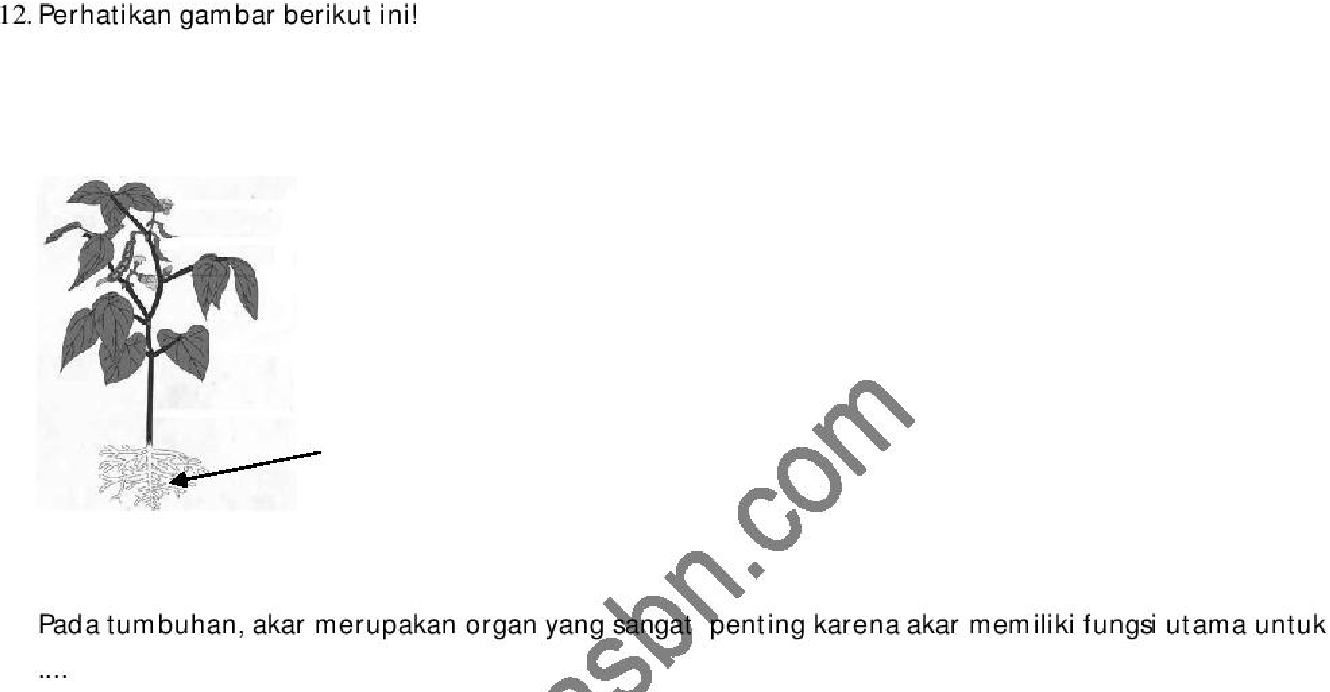 12. Perhatikan gambar berikut ini!
sbn.com
Pada tumbuhan, akar merupakan organ yang sangat penting karena akar memiliki fungsi utama untuk
....